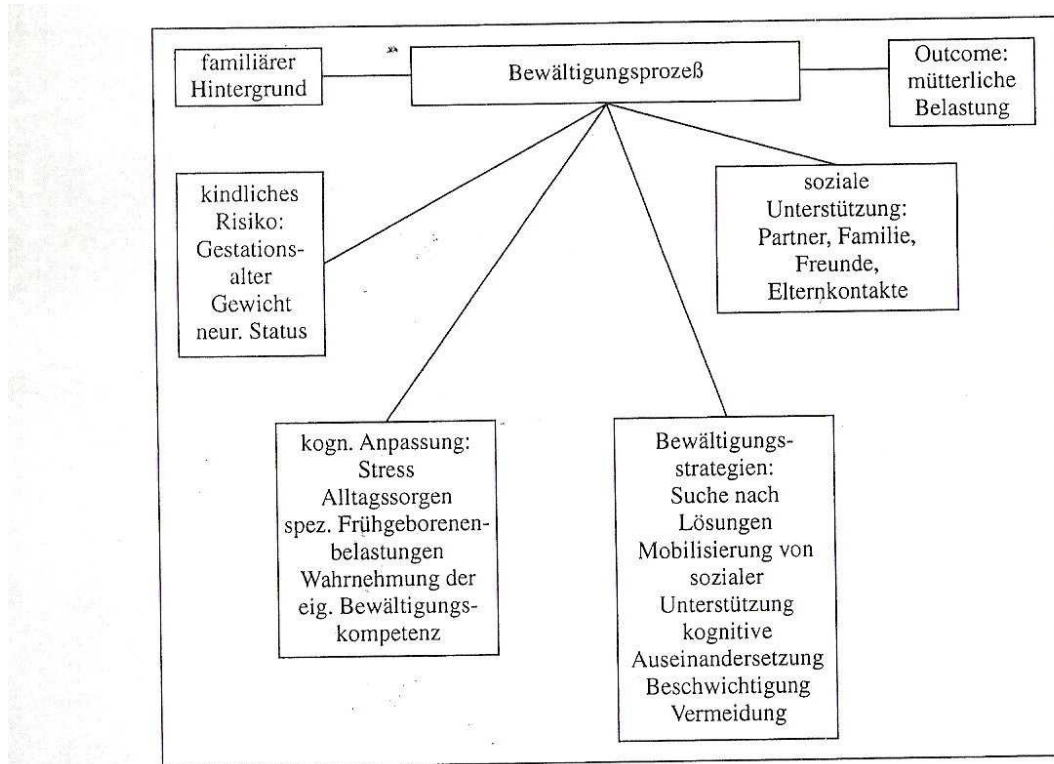 familiärer
Hintergrund
Bewältigungsprozeß
Outcome:
mütterliche
Belastung
kindliches
Risiko:
Gestations-
alter
Gewicht
neur. Status
soziale
Unterstützung:
Partner, Familie,
Freunde,
Elternkontakte
kogn. Anpassung:
Stress
Alltagssorgen
spez. Frühgeborenen-
belastungen
Wahrnehmung der
eig. Bewältigungs-
kompetenz
Bewältigungs-
strategien:
Suche nach
Lösungen
Mobilisierung von
sozialer
Unterstützung
kognitive
Auseinandersetzung
Beschwichtigung
Vermeidung